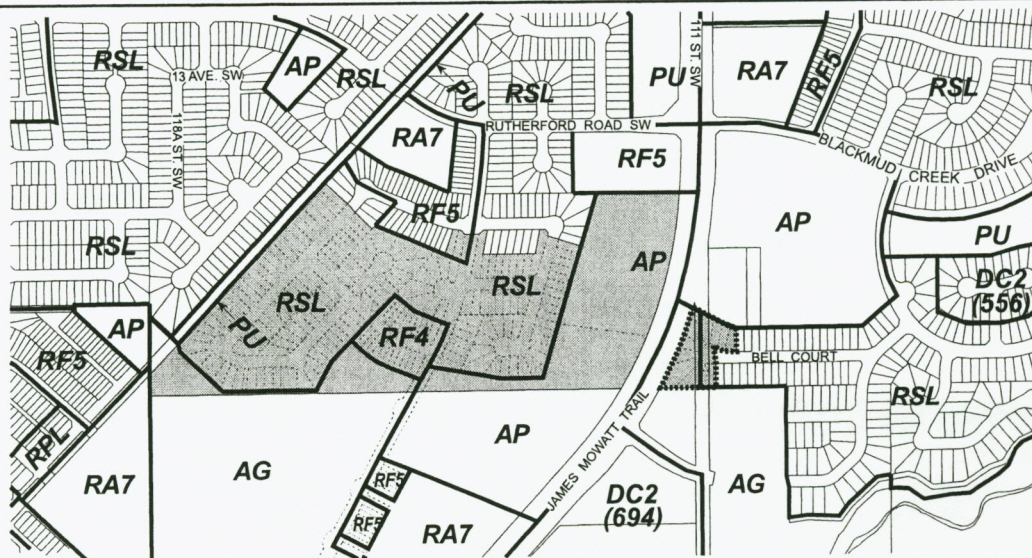 RSL
13 AVE. SW
AP
RSL
PU
RSL
PU
111 ST. SW
RA7
RF5
RSL
118A ST. SW
RA7
RUTHERFORD ROAD SW
RF5
BLACKMUD CREEK DRIVE
RF5
AP
RSL
AP
PU
DC2
(556)
RSL
RSL
PU
AP
RF5
RF4
BELL COURT
RSL
RPL
AP
JAMES MOWATT TRAIL
RA7
AG
RF5
RF5
RA7
DC2
(694)
AG